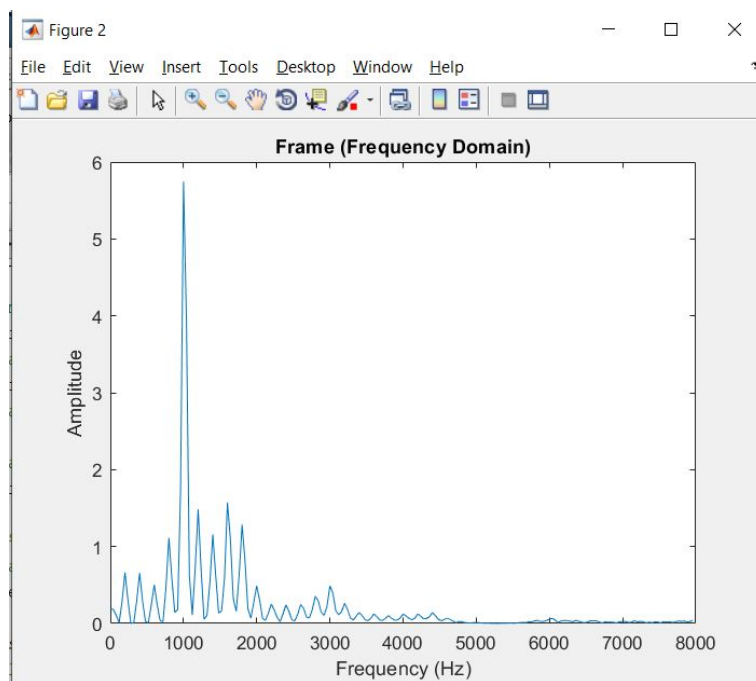 Figure 2
File Edit View Insert Tools Desktop Window Help
Frame (Frequency Domain)
6
5
4
3
2
1
0
Amplitude
0 1000 2000 3000 4000 5000 6000 7000 8000
Frequency (Hz)